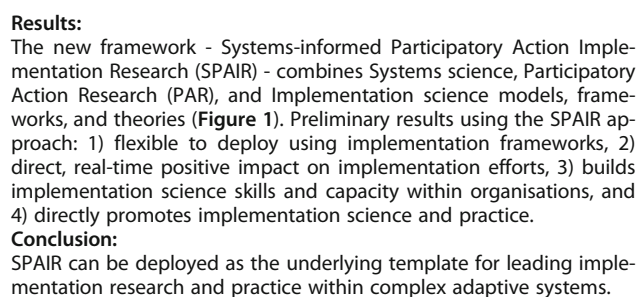 Results:
The new framework - Systems-informed Participatory Action Imple-
mentation Research (SPAIR) - combines Systems science, Participatory
Action Research (PAR), and Implementation science models, frame-
works, and theories (Figure 1). Preliminary results using the SPAIR ap-
proach: 1) flexible to deploy using implementation frameworks, 2)
direct, real-time positive impact on implementation efforts, 3) builds
implementation science skills and capacity within organisations, and
4) directly promotes implementation science and practice.
Conclusion:
SPAIR can be deployed as the underlying template for leading imple-
mentation research and practice within complex adaptive systems.